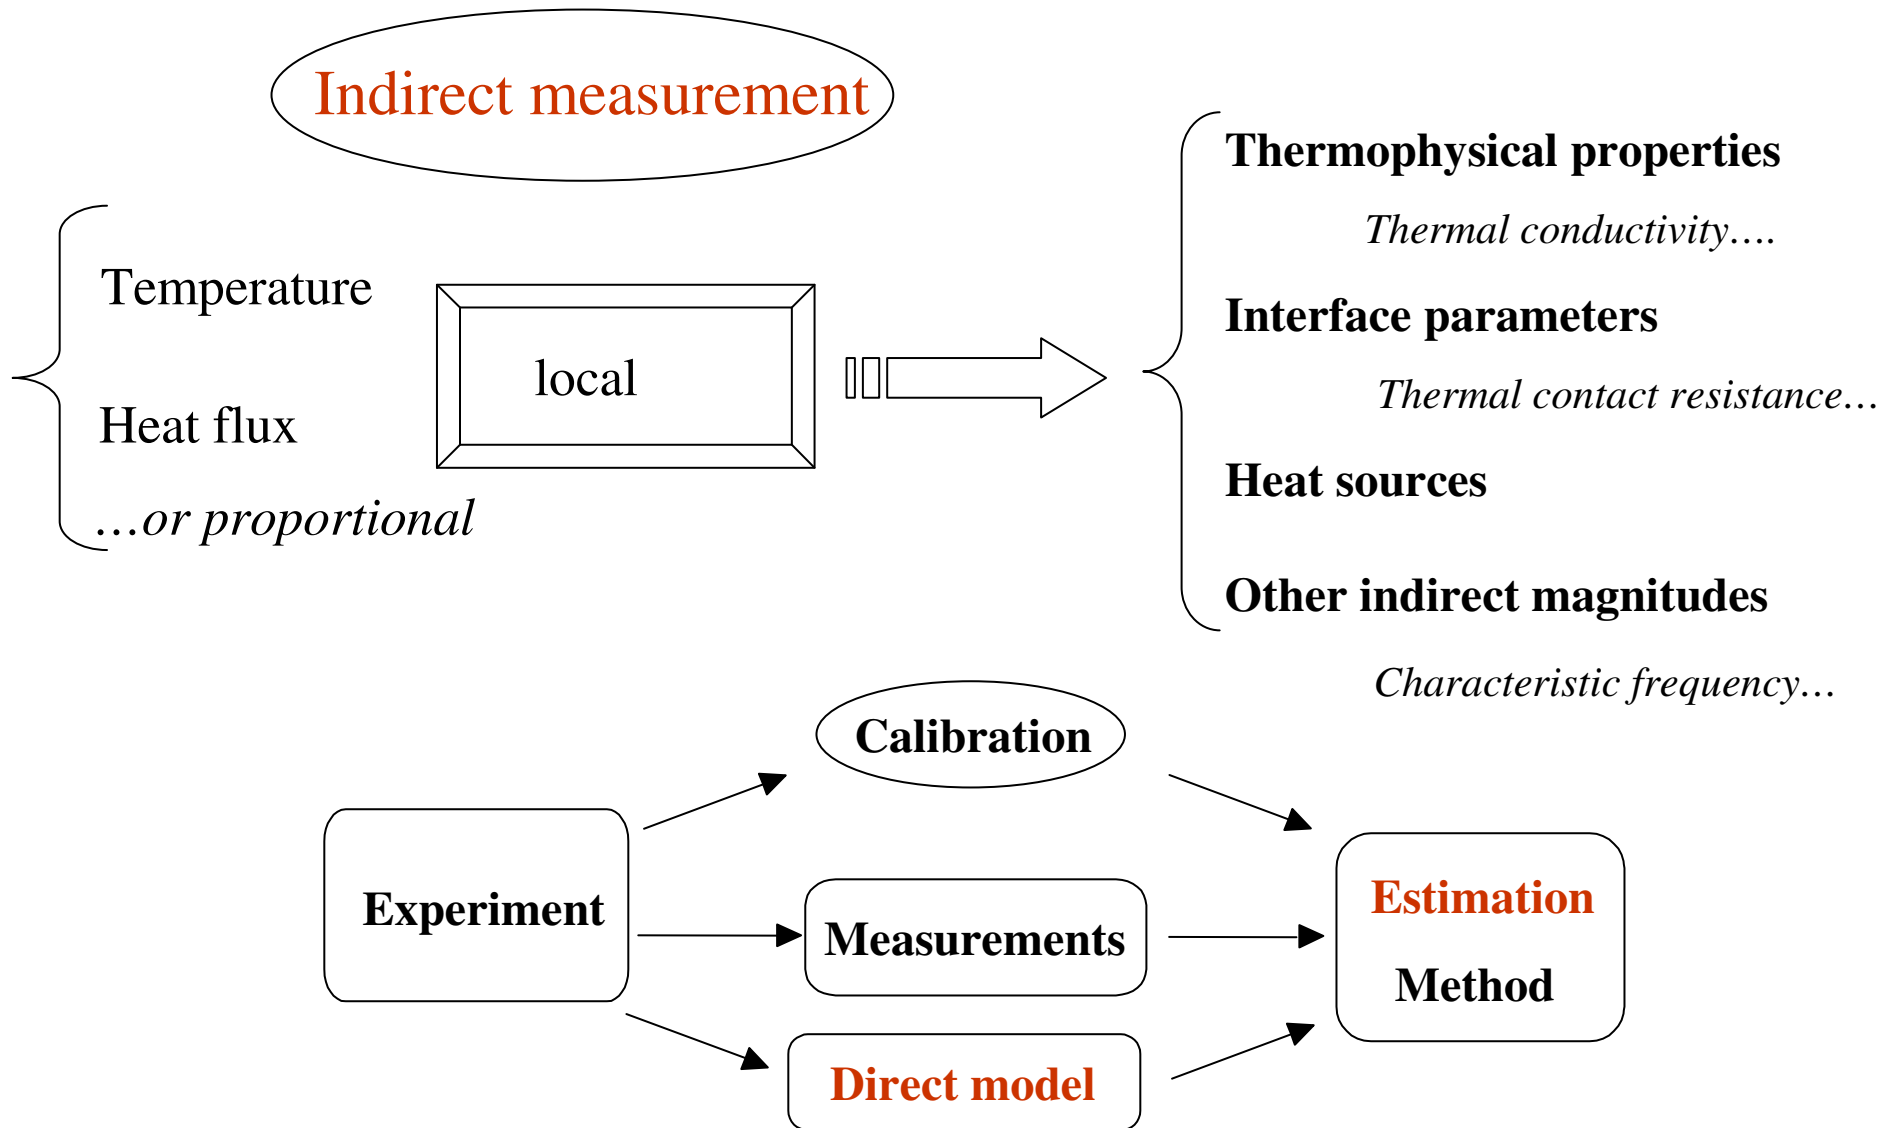 Indirect measurement
Temperature
Heat flux
…or proportional
local
Thermophysical properties
Thermal conductivity….
Interface parameters
Thermal contact resistance…
Heat sources
Other indirect magnitudes
Characteristic frequency…
Calibration
Experiment
Measurements
Direct model
Estimation
Method